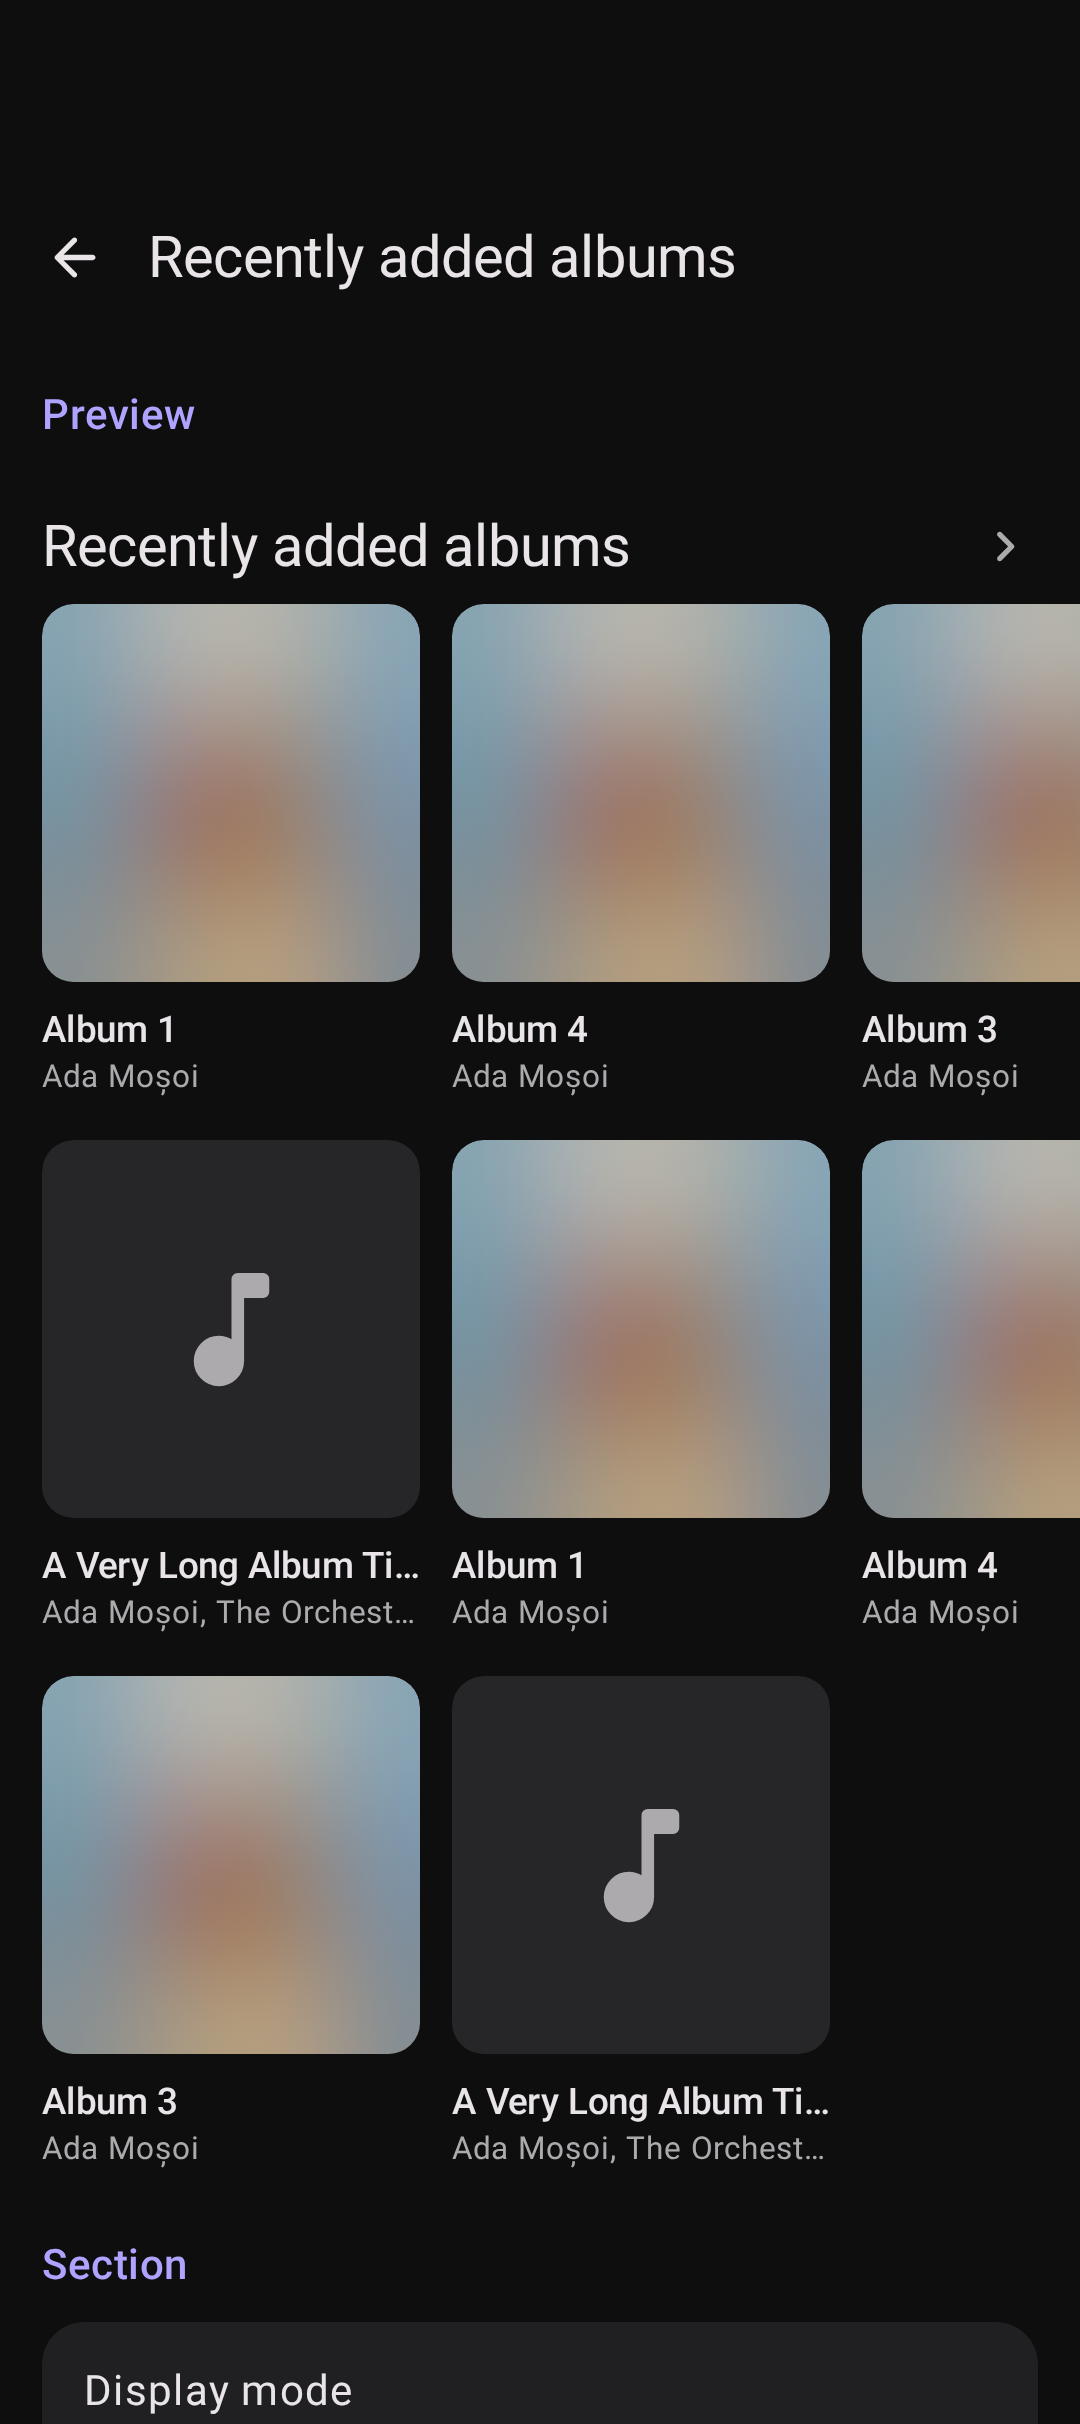 Recently added albums
Preview
Recently added albums
Album 1
Ada Moșoi
Album 4
Ada Moșoi
Album 3
Ada Moșoi
A Very Long Album Ti…
Ada Moșoi, The Orchest…
Album 1
Ada Moșoi
Album 4
Ada Moșoi
Album 3
Ada Moșoi
A Very Long Album Ti…
Ada Moșoi, The Orchest…
Section
Display mode